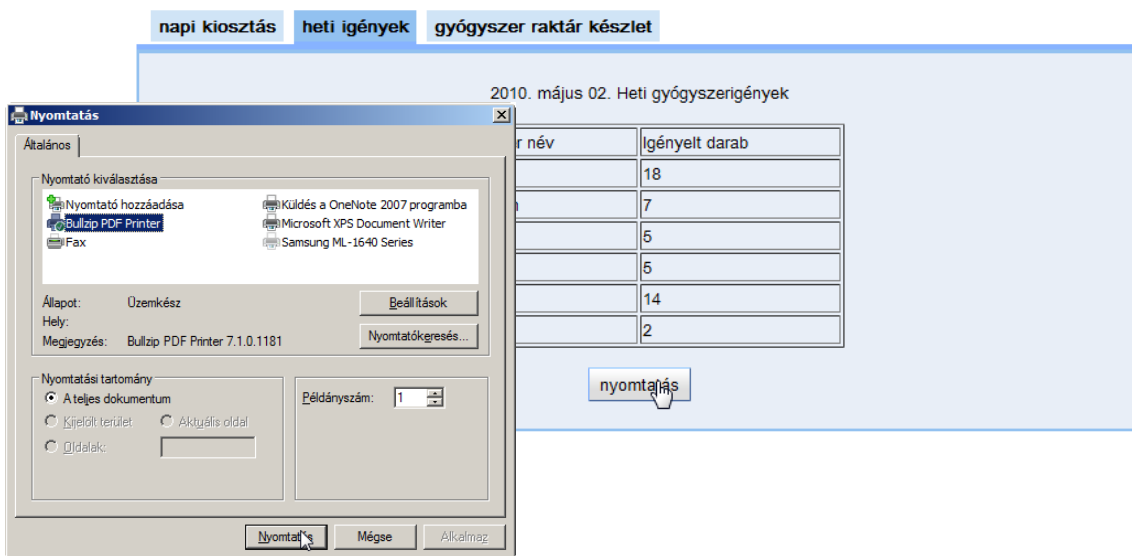 napi kiosztás heti igények gyógyszer raktár készlet
2010. május 02. Heti gyógyszerigények
név Igényelt darab
18
7
5
5
14
2
nyomtatás
Nyomtatás
Általános
Nyomtató kiválasztása
Nyomtató hozzáadása Küldés a OneNote 2007 programba
Bullzip PDF Printer Microsoft XPS Document Writer
Fax Samsung ML-1640 Series
Állapot: Üzemkész Beállítások
Hely:
Megjegyzés: Bullzip PDF Printer 7.1.0.1181 Nyomtatókeresés...
Nyomtatási tartomány
A teljes dokumentum Példányszám: 1
Kijelölt terület Aktuális oldal
Oldalak:
Nyomtatás Mégse Alkalmaz